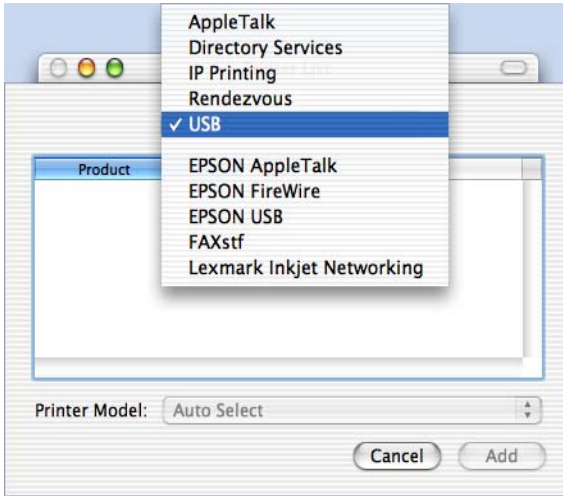 AppleTalk
Directory Services
IP Printing
Rendezvous
✓ USB
EPSON AppleTalk
EPSON FireWire
EPSON USB
FAXstf
Lexmark Inkjet Networking
Product
Printer Model: Auto Select
Cancel Add